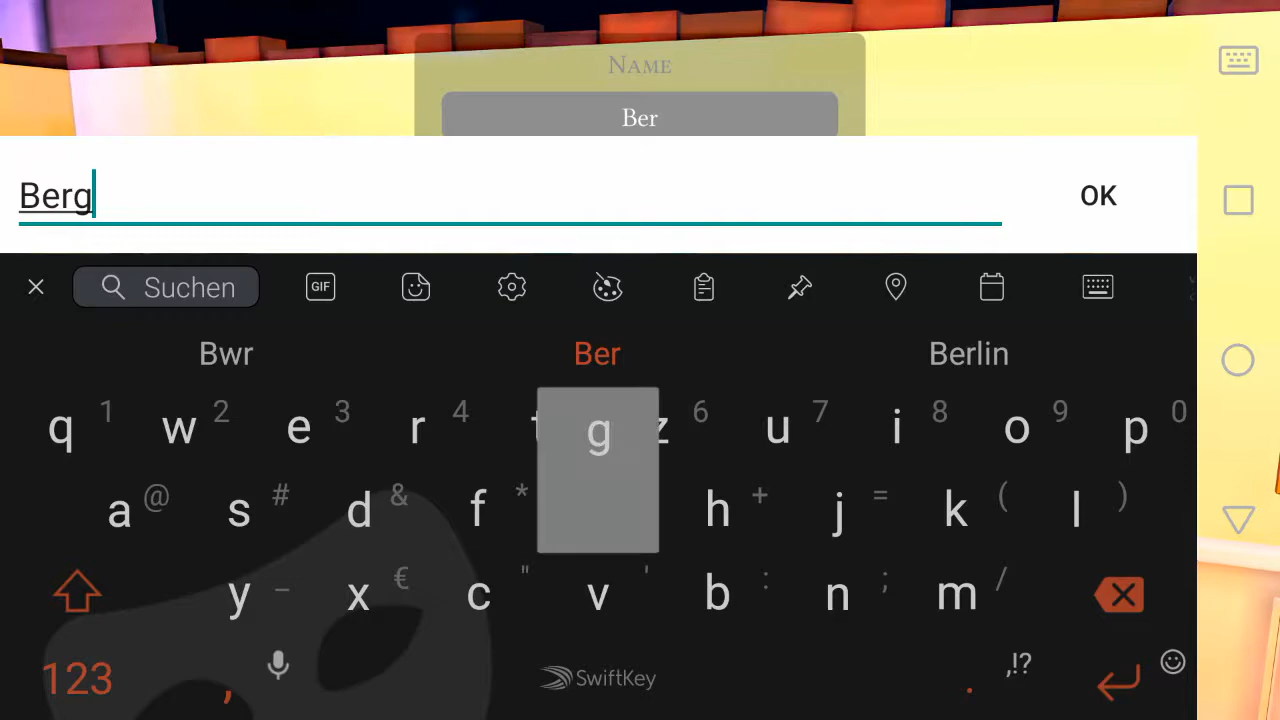 NAME
Ber
Berg
OK
Suchen
GIF
Bwr Ber Berlin
q 1 w 2 e 3 r 4 t g z 6 u 7 i 8 o 9 p 0
a @ s # d & f * h + j = k ( l )
y – x € c " v ' b : n ; m /
123 , SwiftKey . ,!?